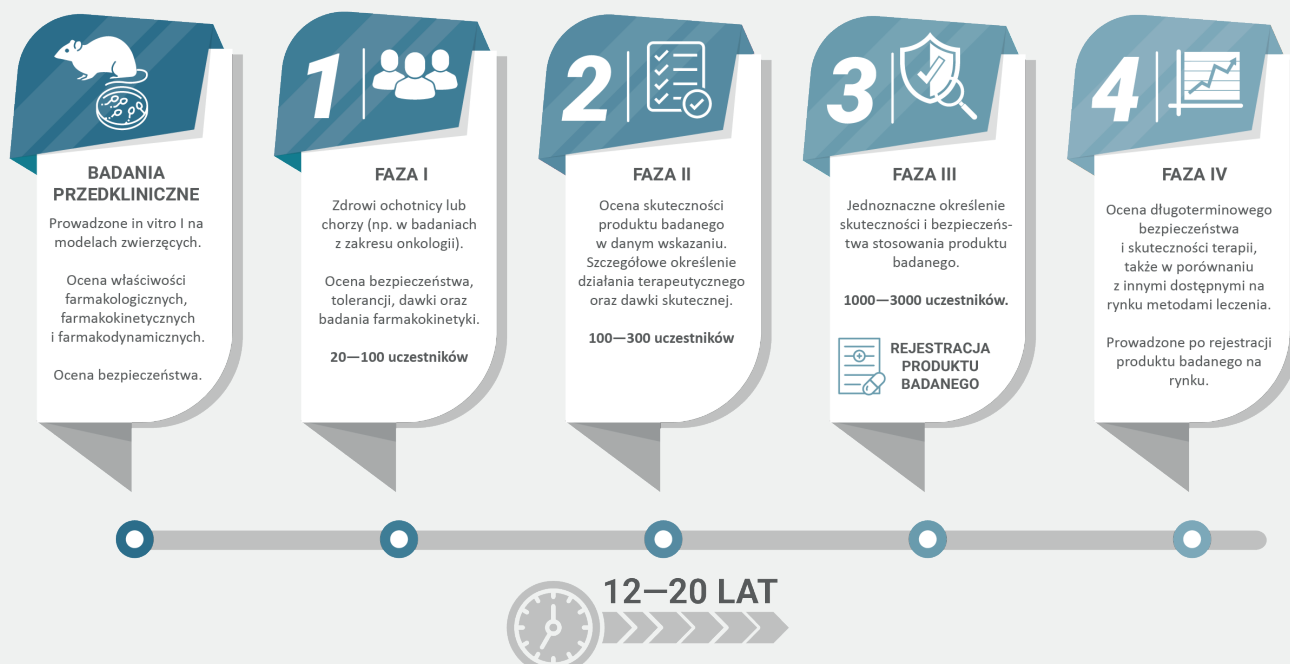 BADANIA
PRZEDKLINICZNE
Prowadzone in vitro I na
modelach zwierzęcych.
Ocena właściwości
farmakologicznych,
farmakokinetycznych
i farmakodynamicznych.
Ocena bezpieczeństwa.
1
FAZA I
Zdrowi ochotnicy lub
chorzy (np. w badaniach
z zakresu onkologii).
Ocena bezpieczeństwa,
tolerancji, dawki oraz
badania farmakokinetyki.
20—100 uczestników
2
FAZA II
Ocena skuteczności
produktu badanego
w danym wskazaniu.
Szczegółowe określenie
działania terapeutycznego
oraz dawki skutecznej.
100—300 uczestników
3
FAZA III
Jednoznaczne określenie
skuteczności i bezpieczeńs-
twa stosowania produktu
badanego.
1000—3000 uczestników.
REJESTRACJA
PRODUKTU
BADANEGO
4
FAZA IV
Ocena długoterminowego
bezpieczeństwa
i skuteczności terapii,
także w porównaniu
z innymi dostępnymi na
rynku metodami leczenia.
Prowadzone po rejestracji
produktu badanego na
rynku.
12—20 LAT